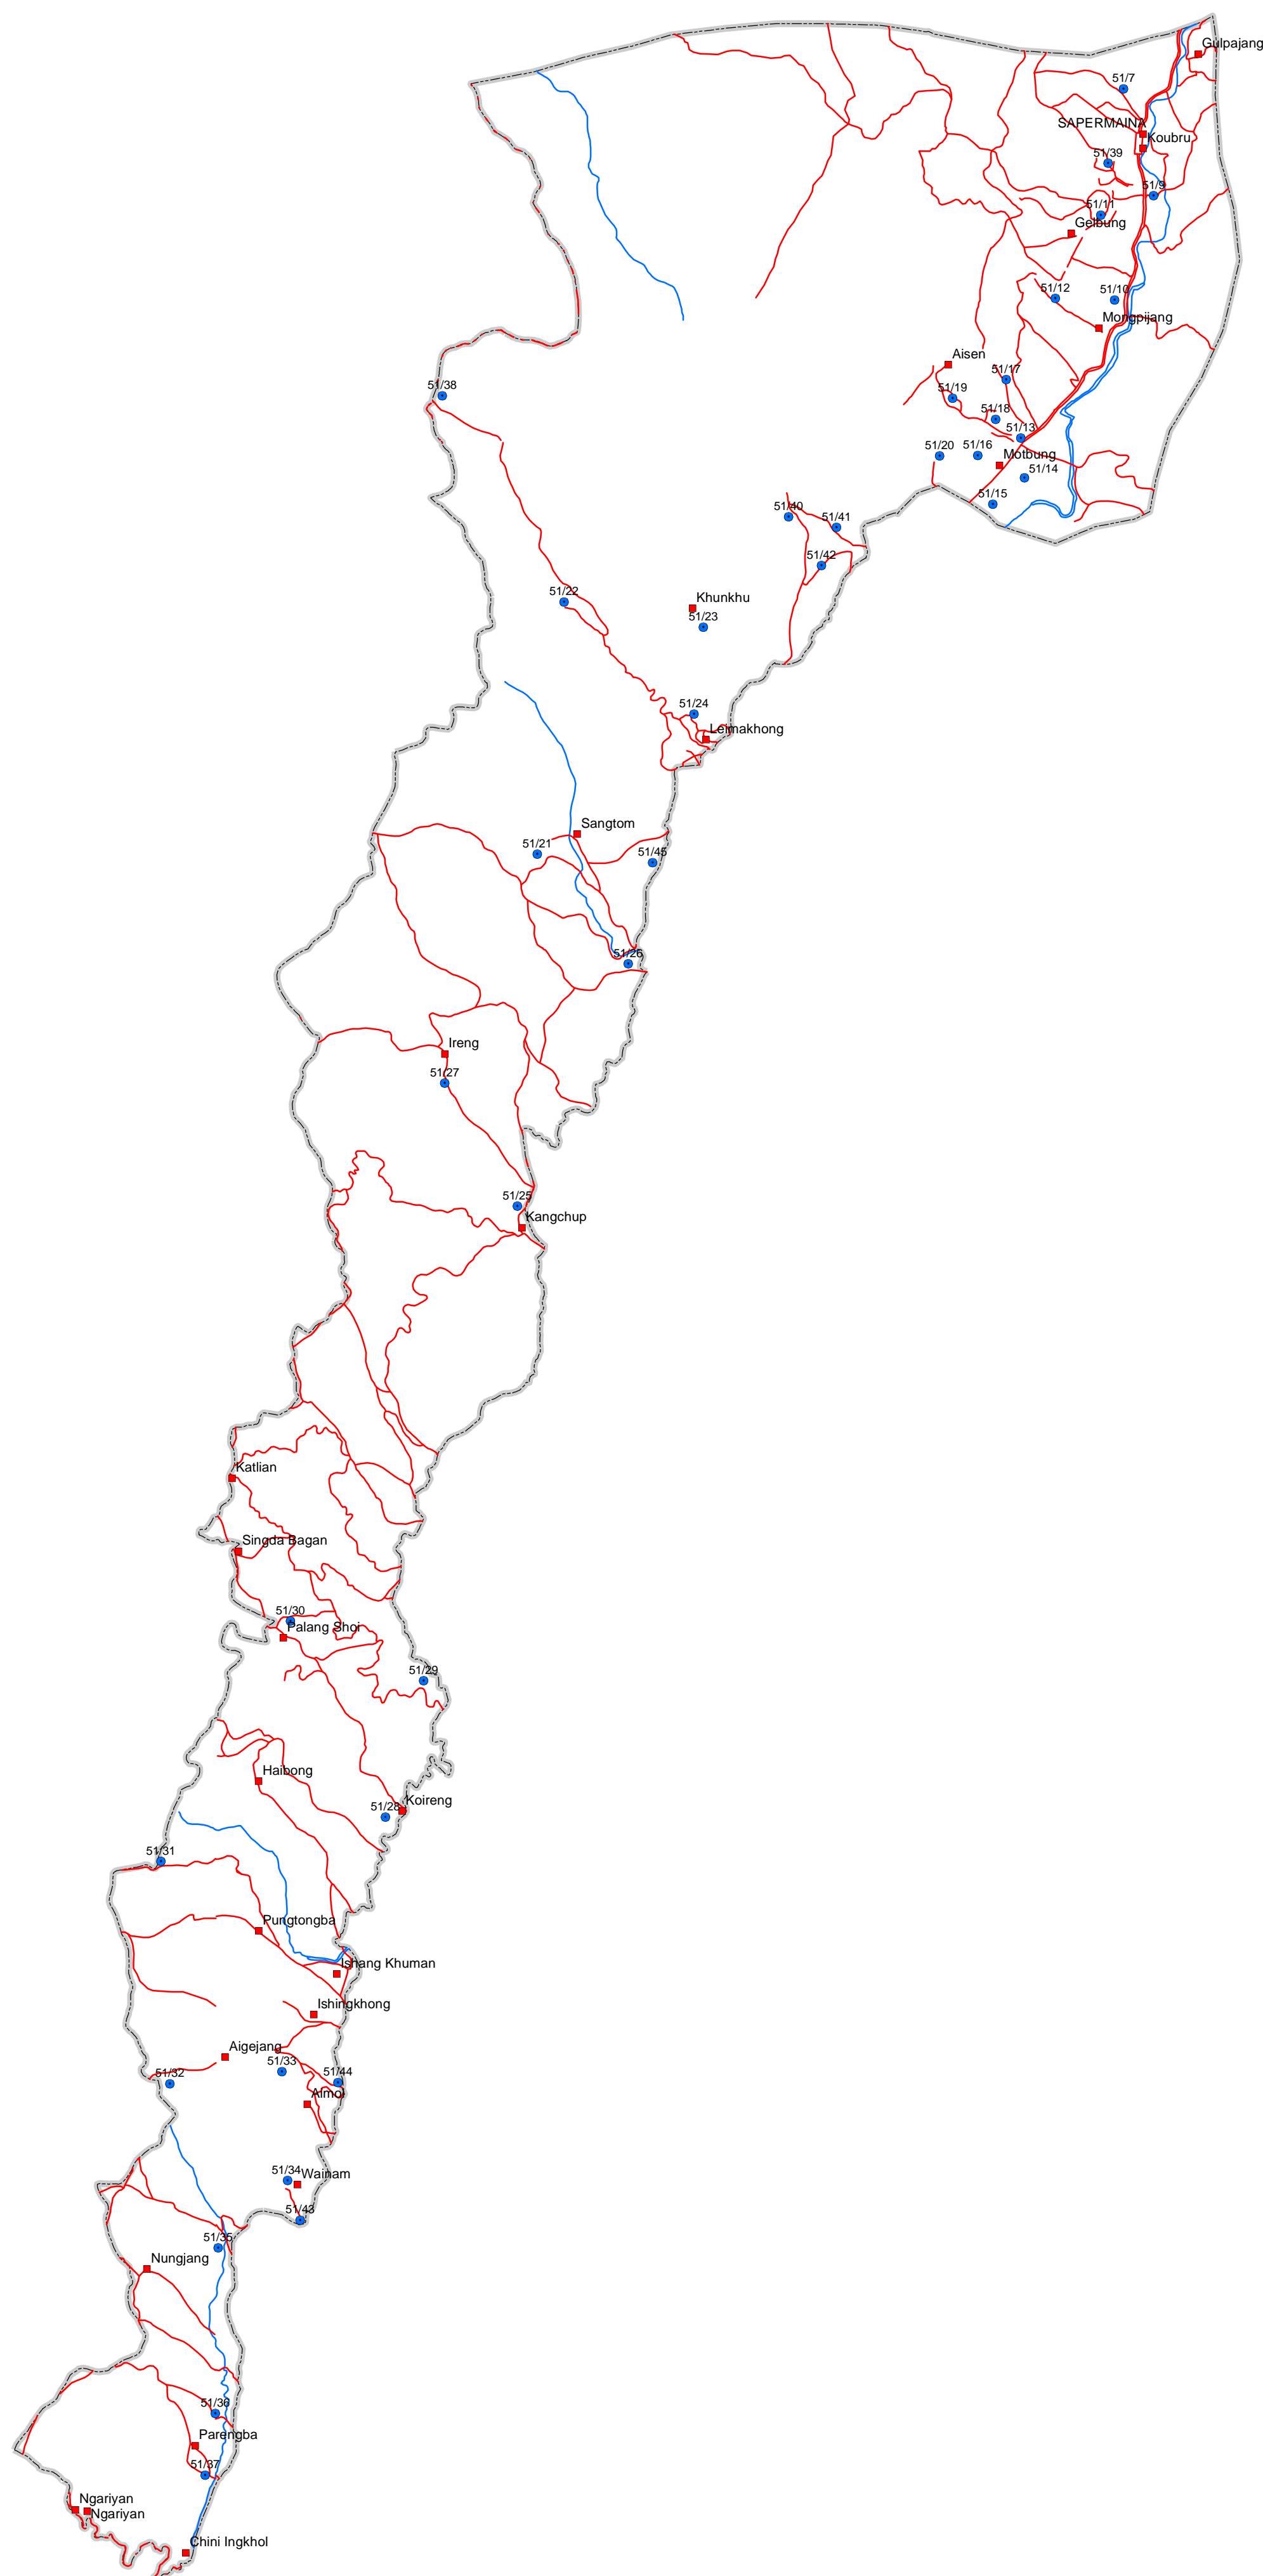 Gulpajang
51/7
SAPERMAINA
Koubru
51/39
51/9
51/11
Gelbung
51/12
51/10
Mongpijang
Aisen
51/17
51/38
51/19
51/18
51/13
51/20
51/16
Motbung
51/14
51/15
51/40
51/41
51/42
51/22
Khunkhu
51/23
51/24
Leimakhong
Sangtom
51/21
51/45
51/26
Ireng
51/27
51/25
Kangchup
Katlian
Singda Bagan
51/30
Palang Shoi
51/29
Haibong
51/28
Koireng
51/31
Pungtongba
Ishang Khuman
Ishingkhong
Aigejang
51/33
51/32
51/44
Aimol
51/34
Wainam
51/43
51/35
Nungjang
51/36
Parengba
51/37
Ngariyan
Ngariyan
Chini Ingkhol